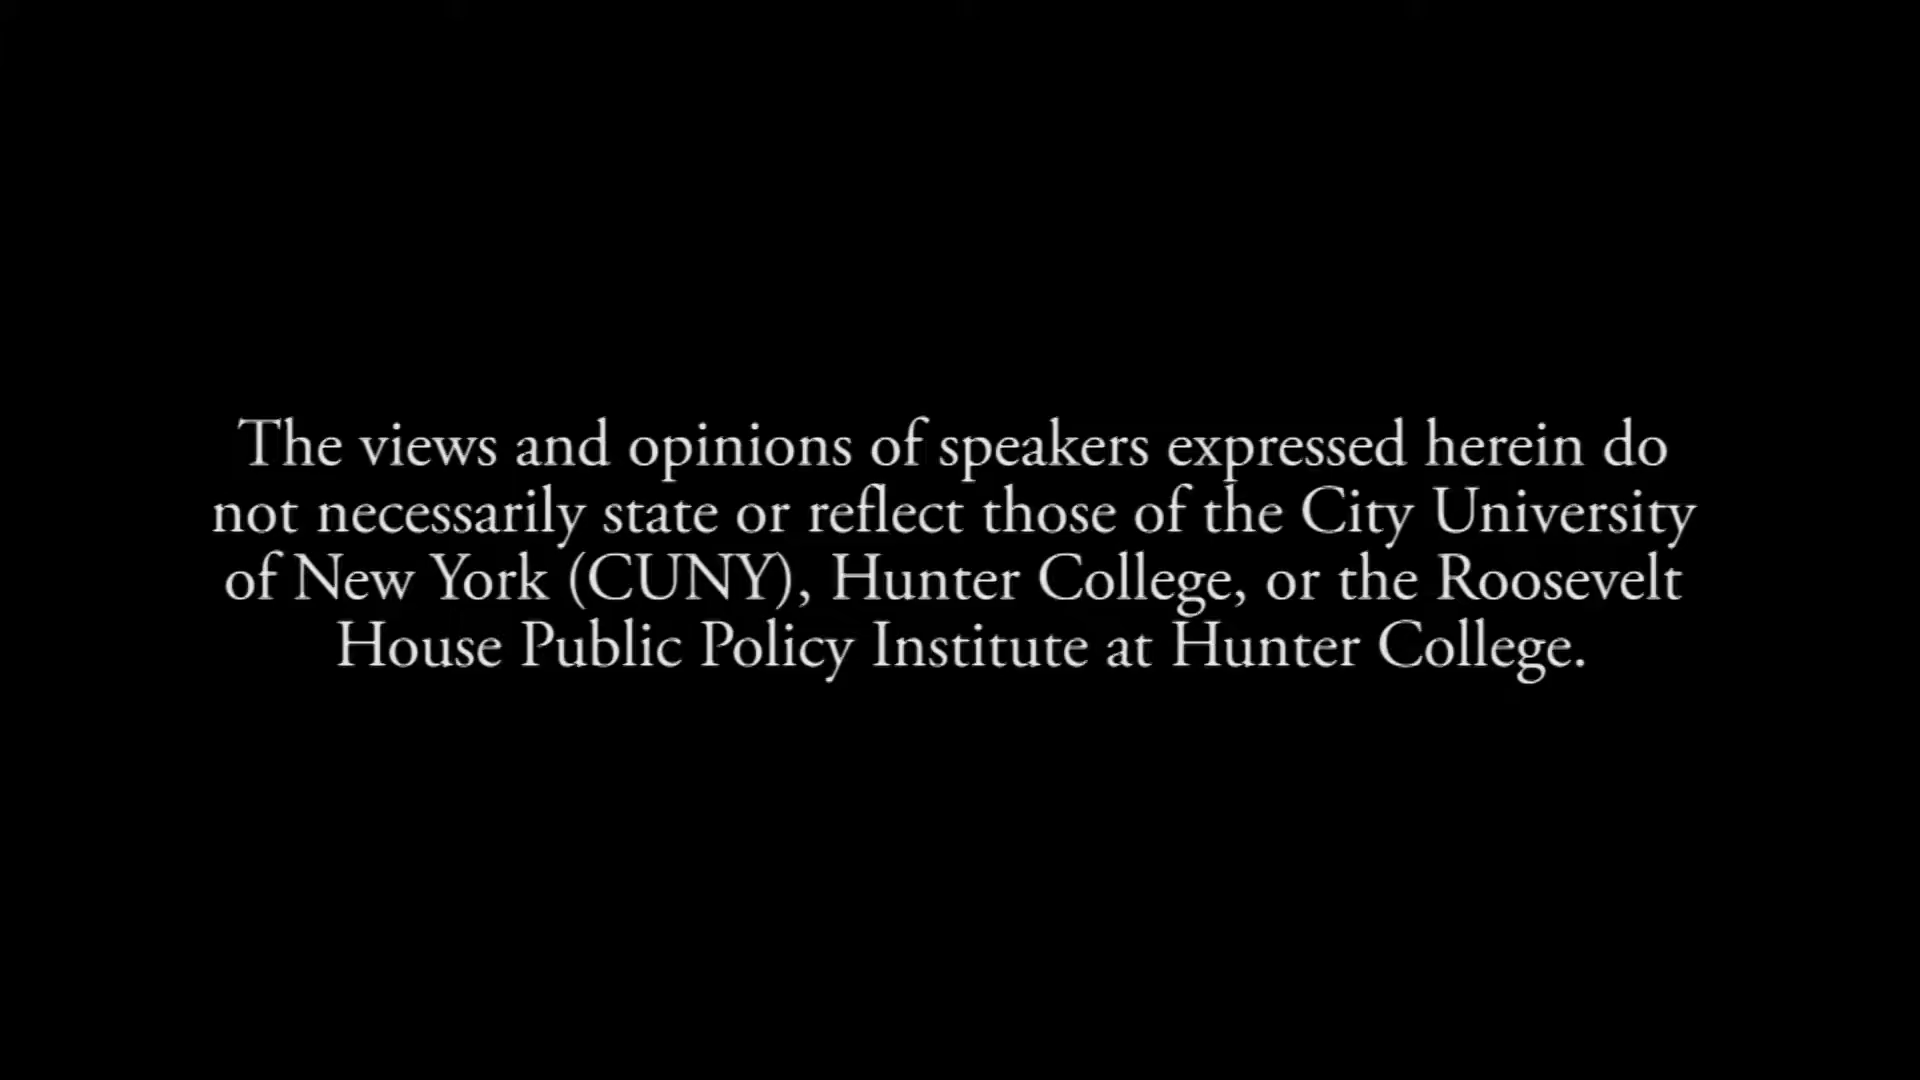 The views and opinions of speakers expressed herein do
not necessarily state or reflect those of the City University
of New York (CUNY), Hunter College, or the Roosevelt
House Public Policy Institute at Hunter College.